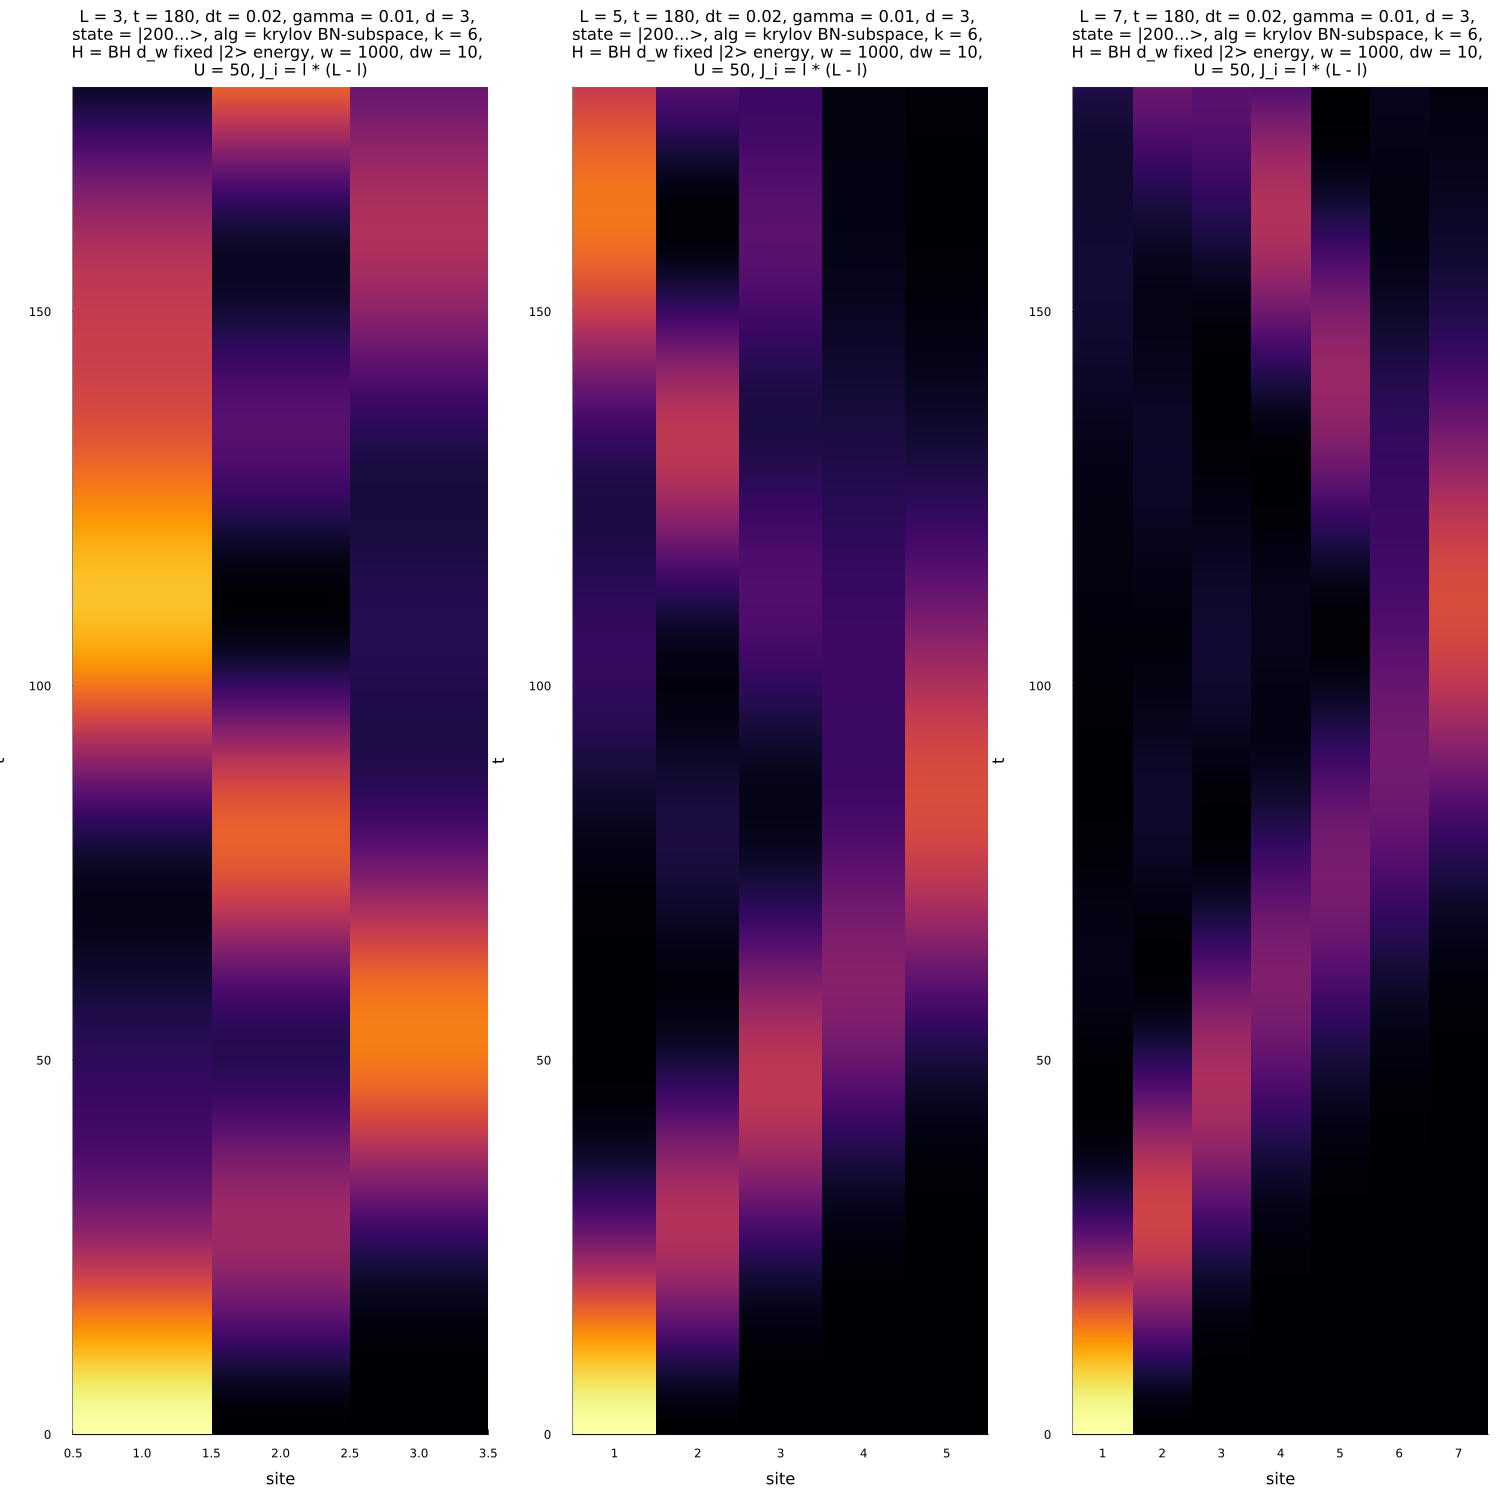 L = 3, t = 180, dt = 0.02, gamma = 0.01, d = 3,
state = |200...>, alg = krylov BN-subspace, k = 6,
H = BH d_w fixed |2> energy, w = 1000, dw = 10,
U = 50, J_i = l * (L - l)
150
100
50
0
t
0.5 1.0 1.5 2.0 2.5 3.0 3.5
site
L = 5, t = 180, dt = 0.02, gamma = 0.01, d = 3,
state = |200...>, alg = krylov BN-subspace, k = 6,
H = BH d_w fixed |2> energy, w = 1000, dw = 10,
U = 50, J_i = l * (L - l)
150
100
50
0
t
1 2 3 4 5
site
L = 7, t = 180, dt = 0.02, gamma = 0.01, d = 3,
state = |200...>, alg = krylov BN-subspace, k = 6,
H = BH d_w fixed |2> energy, w = 1000, dw = 10,
U = 50, J_i = l * (L - l)
150
100
50
0
t
1 2 3 4 5 6 7
site